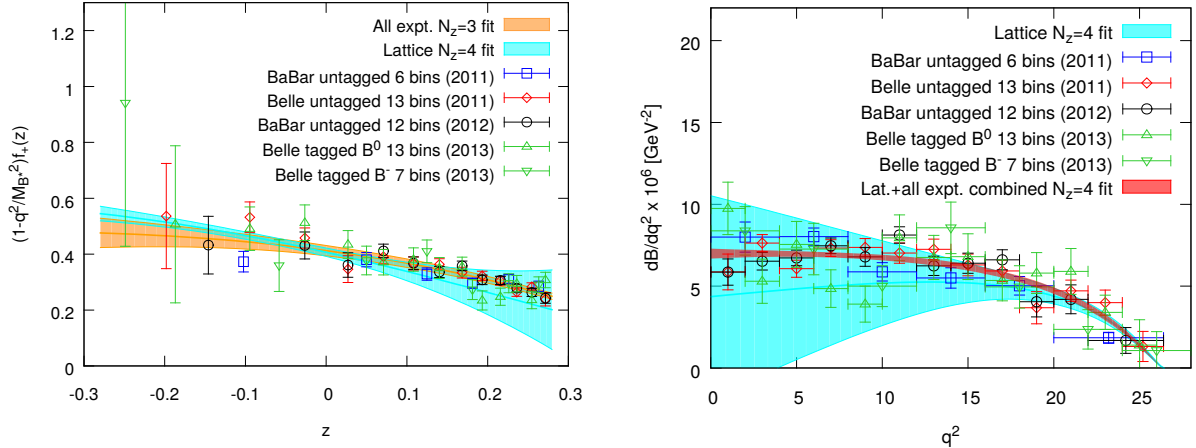 All expt. N_z=3 fit
Lattice N_z=4 fit
BaBar untagged 6 bins (2011)
Belle untagged 13 bins (2011)
BaBar untagged 12 bins (2012)
Belle tagged B^0 13 bins (2013)
Belle tagged B^- 7 bins (2013)
(1-q^2/M_{B*}^2)f_+(z)
1.4
1.2
1
0.8
0.6
0.4
0.2
0
-0.3 -0.2 -0.1 0 0.1 0.2 0.3
z
Lattice N_z=4 fit
BaBar untagged 6 bins (2011)
Belle untagged 13 bins (2011)
BaBar untagged 12 bins (2012)
Belle tagged B^0 13 bins (2013)
Belle tagged B^- 7 bins (2013)
Lat.+all expt. combined N_z=4 fit
dB/dq^2 x 10^6 [GeV^-2]
20
15
10
5
0
0 5 10 15 20 25
q^2